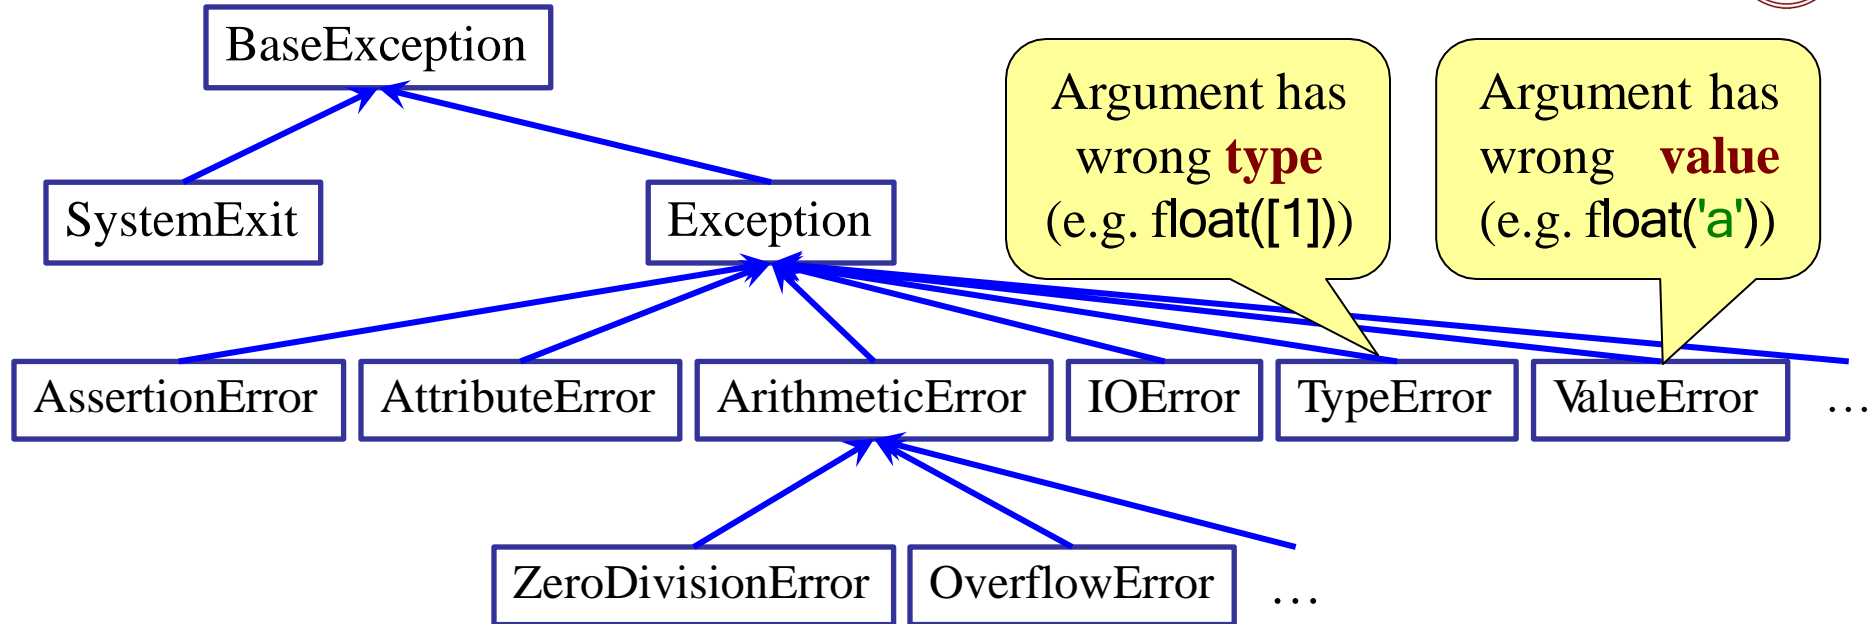 BaseException
Argument has
wrong type
(e.g. float([1]))
Argument has
wrong value
(e.g. float('a'))
SystemExit
Exception
AssertionError
AttributeError
ArithmeticError
IOError
TypeError
ValueError
…
ZeroDivisionError
OverflowError
…